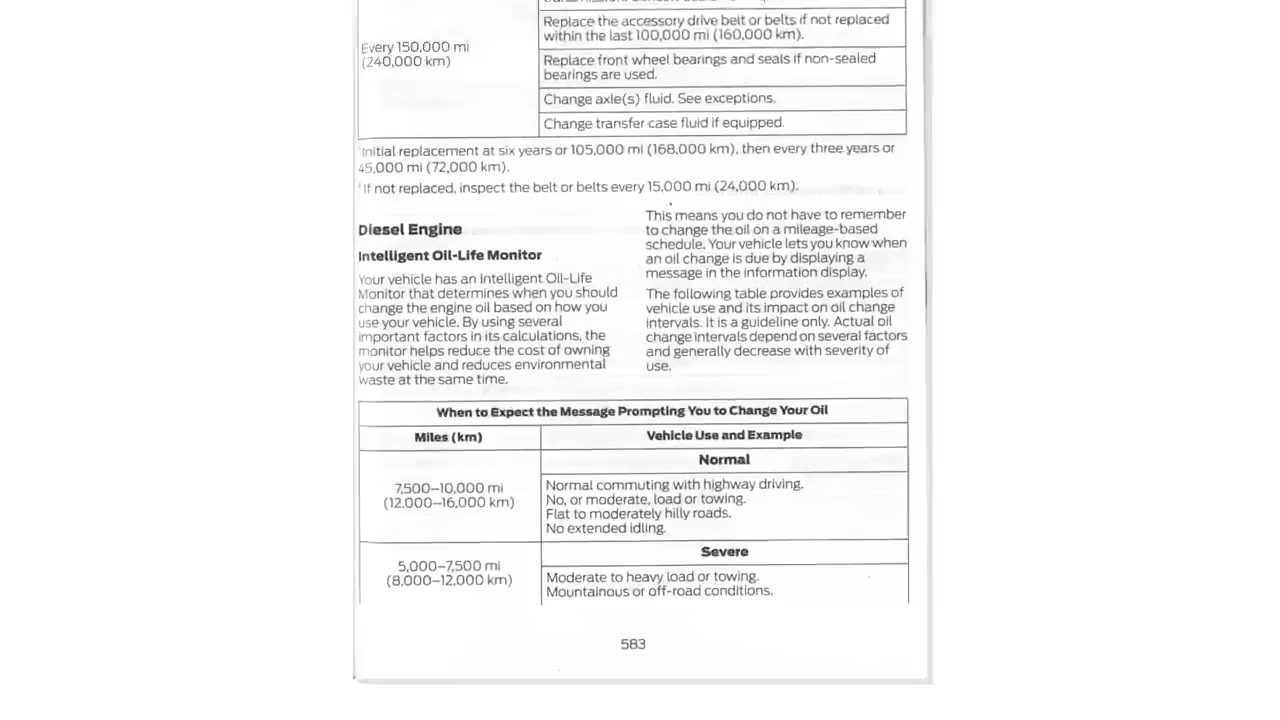 Replace the accessory drive belt or belts if not replaced
within the last 100,000 mi (160,000 km).
Every 150,000 mi
(240,000 km)
Replace front wheel bearings and seals if non-sealed
bearings are used.
Change axle(s) fluid. See exceptions.
Change transfer case fluid if equipped.
Initial replacement at six years or 105,000 mi (168,000 km), then every three years or
45,000 mi (72,000 km).
If not replaced, inspect the belt or belts every 15,000 mi (24,000 km).
Diesel Engine
Intelligent Oil-Life Monitor
Your vehicle has an Intelligent Oil-Life
Monitor that determines when you should
change the engine oil based on how you
use your vehicle. By using several
important factors in its calculations, the
monitor helps reduce the cost of owning
your vehicle and reduces environmental
waste at the same time.
This means you do not have to remember
to change the oil on a mileage-based
schedule. Your vehicle lets you know when
an oil change is due by displaying a
message in the information display.
The following table provides examples of
vehicle use and its impact on oil change
intervals. It is a guideline only. Actual oil
change intervals depend on several factors
and generally decrease with severity of
use.
When to Expect the Message Prompting You to Change Your Oil
Miles (km)
Vehicle Use and Example
Normal
7,500–10,000 mi
(12,000–16,000 km)
Normal commuting with highway driving.
No, or moderate, load or towing.
Flat to moderately hilly roads.
No extended idling.
Severe
5,000–7,500 mi
(8,000–12,000 km)
Moderate to heavy load or towing.
Mountainous or off-road conditions.
583